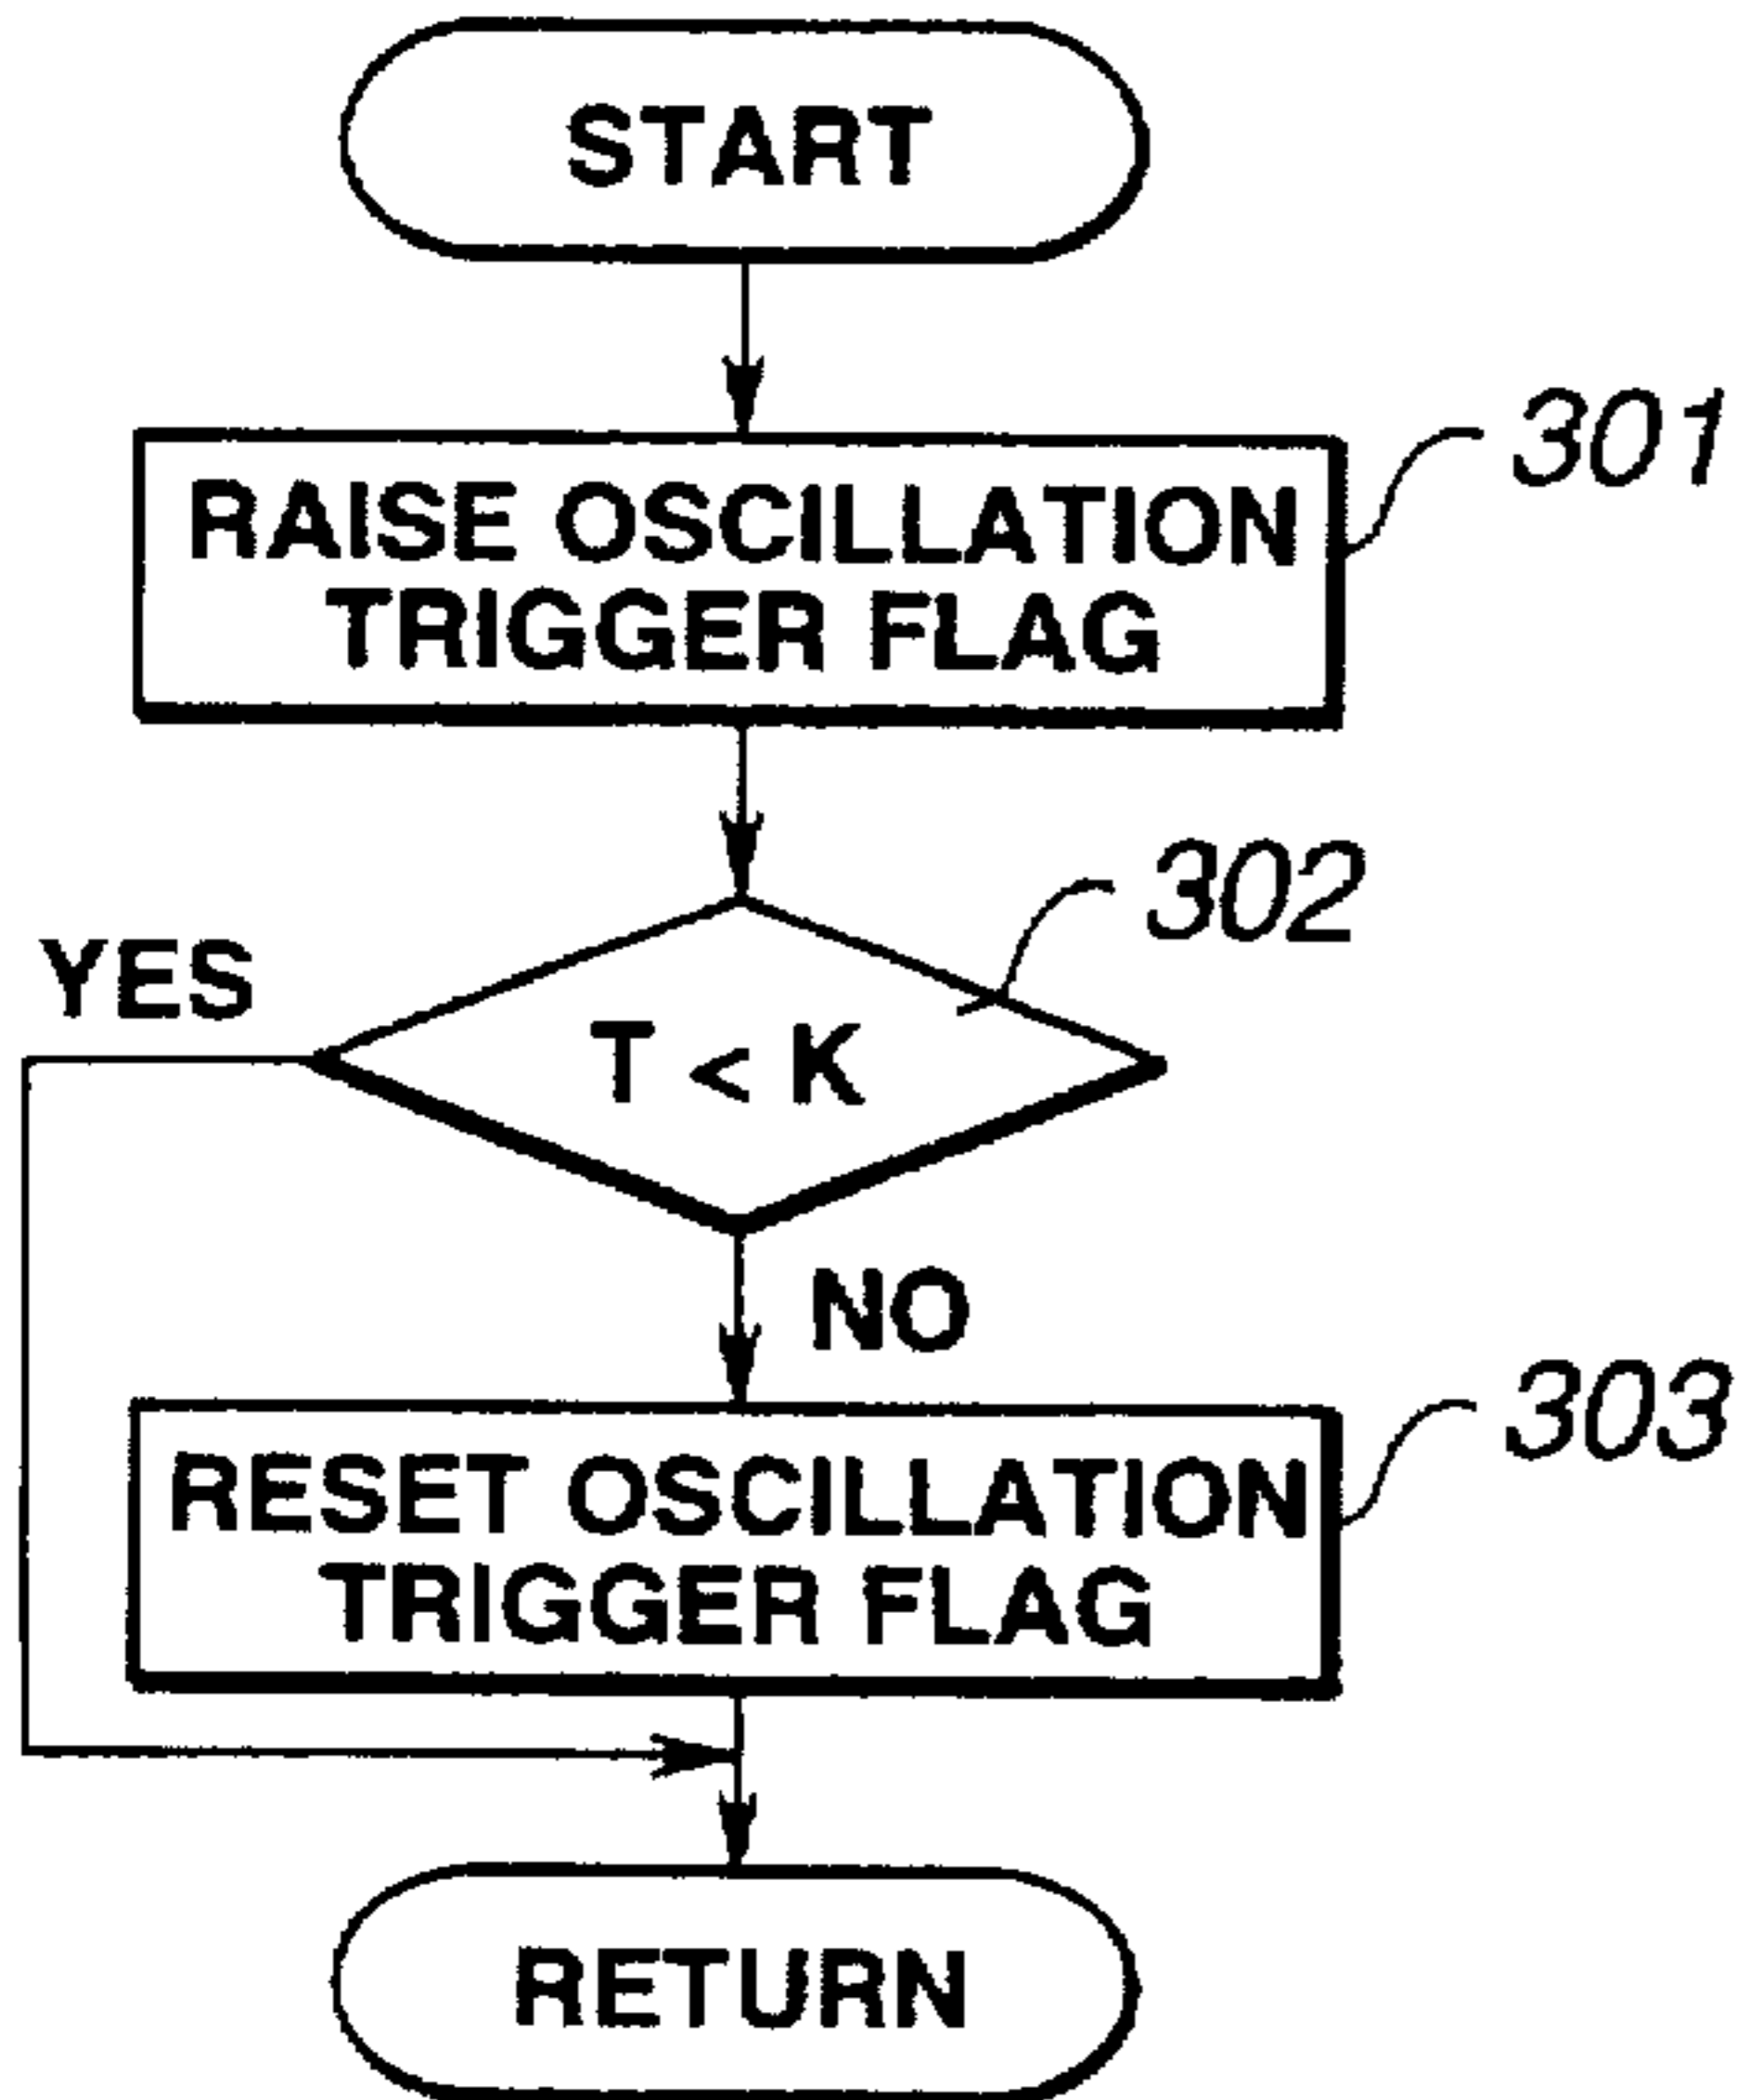 START
301
RAISE OSCILLATION
TRIGGER FLAG
302
YES
T < K
NO
303
RESET OSCILLATION
TRIGGER FLAG
RETURN